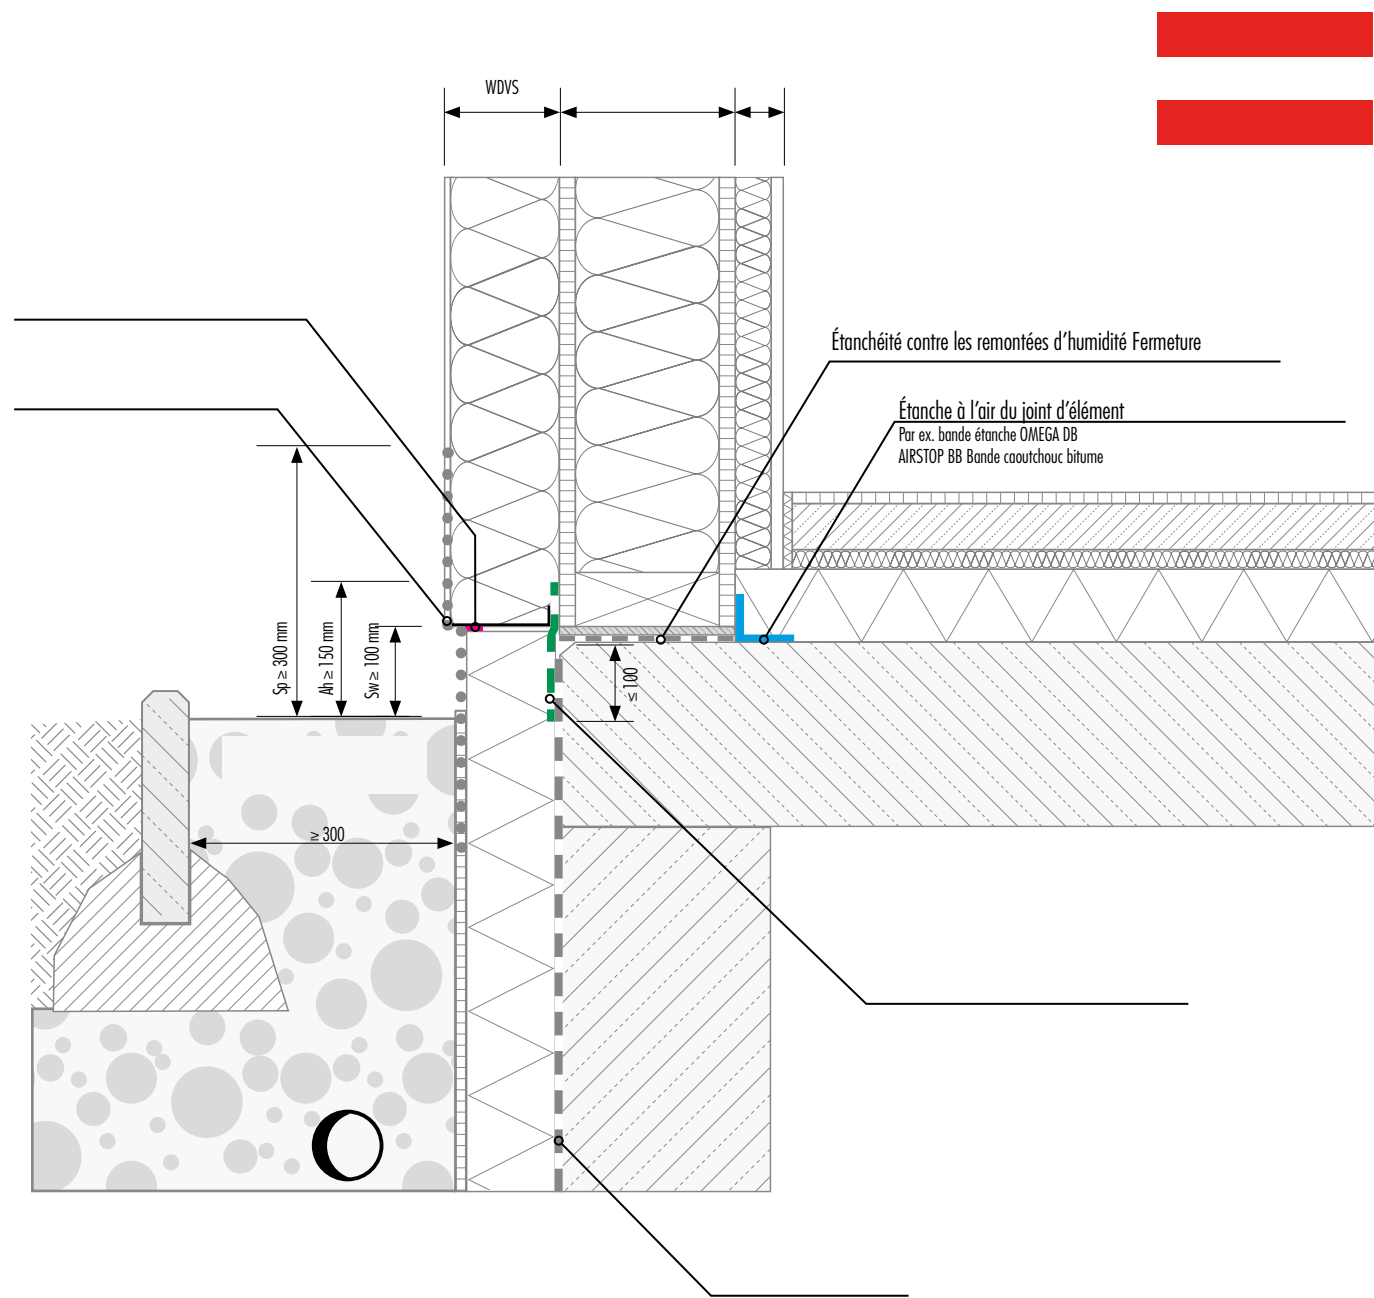 WDVS
Étanchéité contre les remontées d’humidité Fermeture
Étanche à l’air du joint d’élément
Par ex. bande étanche OMEGA DB
AIRSTOP BB Bande caoutchouc bitume
Sp ≥ 300 mm
Ah ≥ 150 mm
Sw ≥ 100 mm
≤ 100
≥ 300